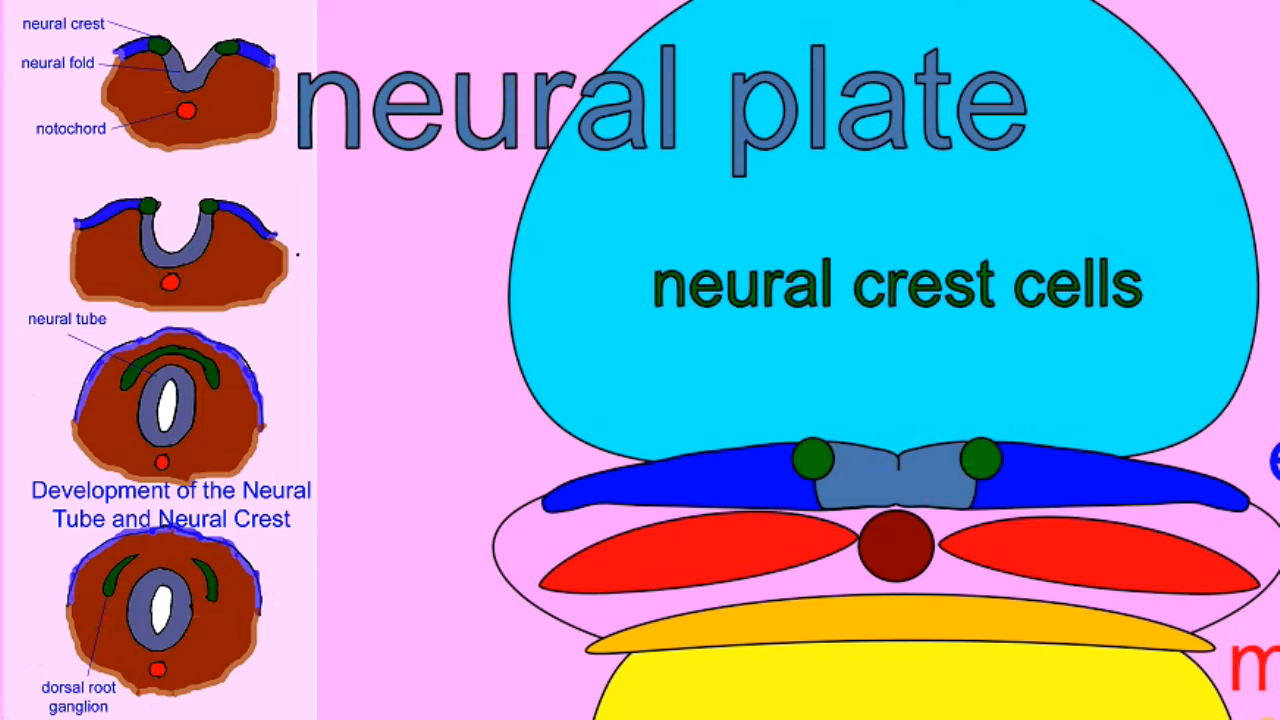 neural crest
neural fold
notochord
neural tube
Development of the Neural
Tube and Neural Crest
dorsal root
ganglion
neural plate
neural crest cells